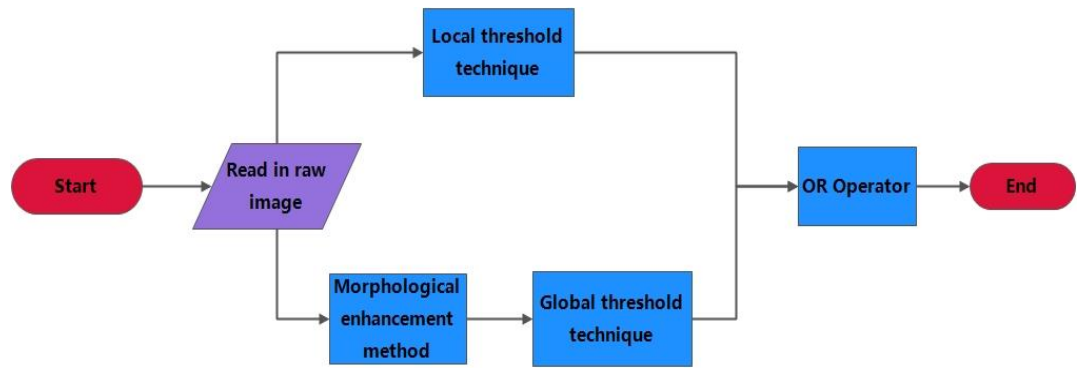 Start
Read in raw
image
Local threshold
technique
Morphological
enhancement
method
Global threshold
technique
OR Operator
End